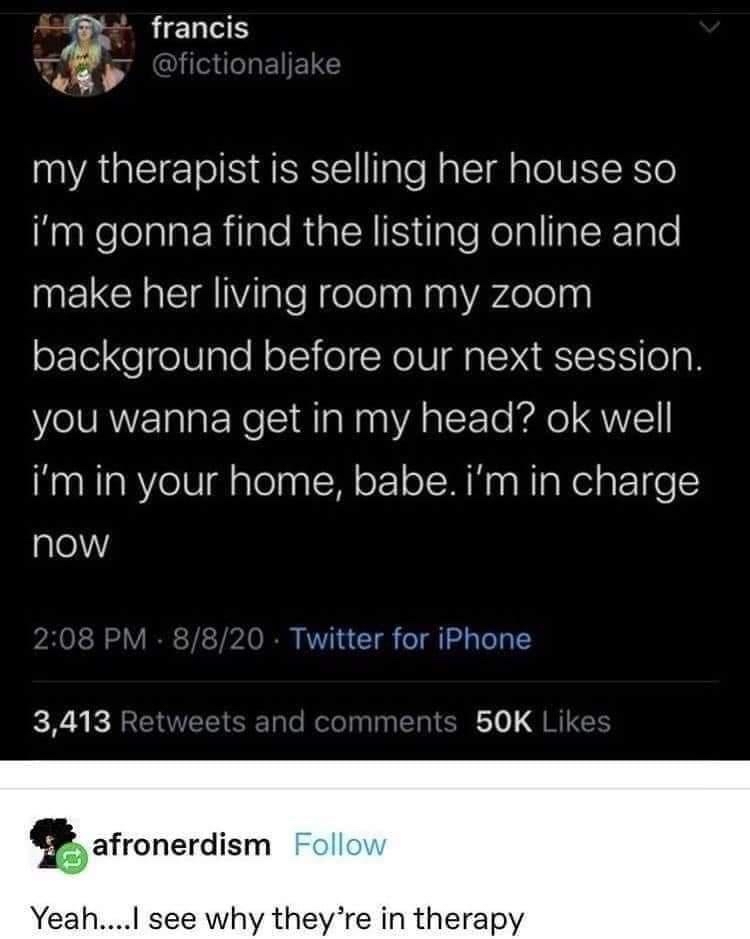 francis
@fictionaljake
my therapist is selling her house so
i'm gonna find the listing online and
make her living room my zoom
background before our next session.
you wanna get in my head? ok well
i'm in your home, babe. i'm in charge
now
2:08 PM · 8/8/20 · Twitter for iPhone
3,413 Retweets and comments 50K Likes
afronerdism Follow
Yeah....I see why they're in therapy